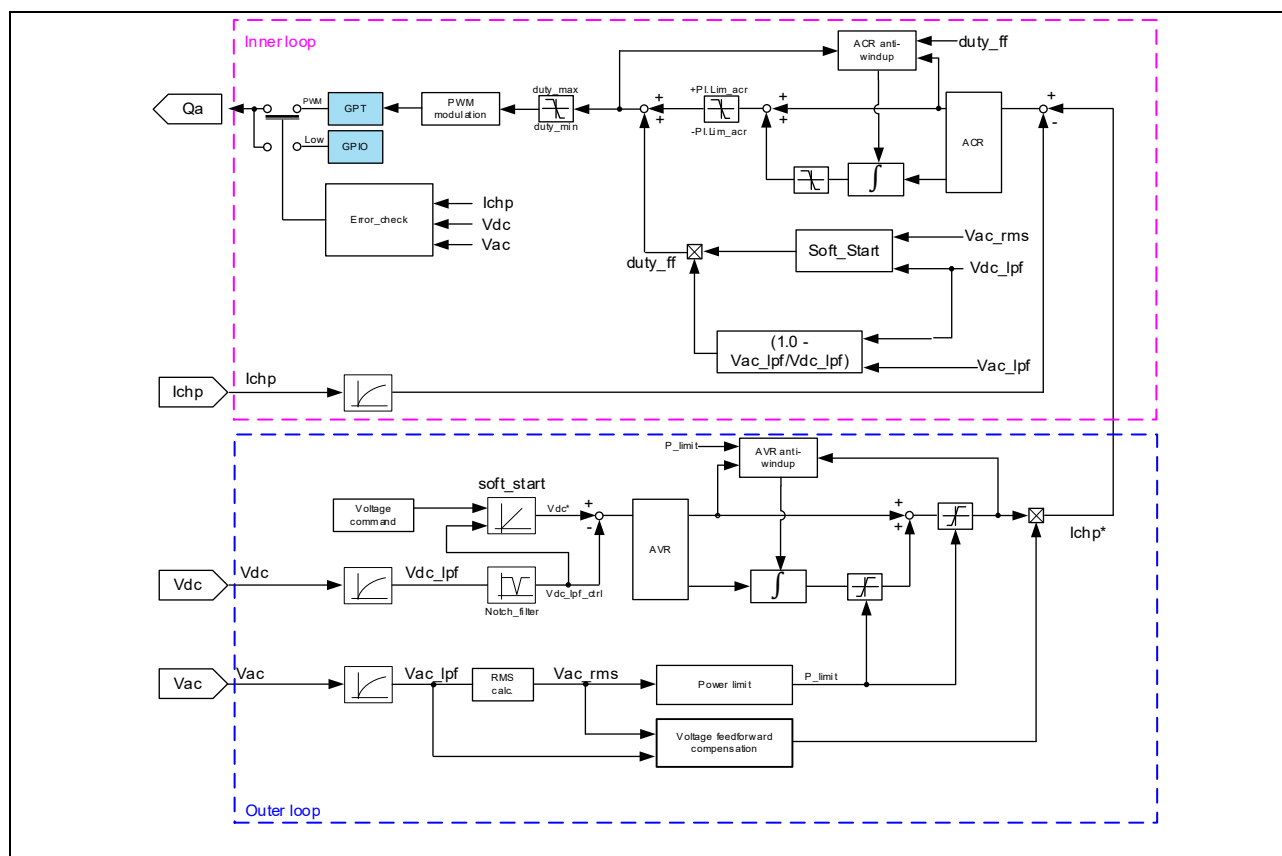 Inner loop
ACR anti-
windup
duty_ff
Qa
PWM
GPT
PWM
modulation
duty_max
duty_min
+PI.Lim_acr
-PI.Lim_acr
+
+
+
+
+
-
Low
GPIO
ACR
∫
Error_check
Ichp
Vdc
Vac
duty_ff
Soft_Start
Vac_rms
Vdc_lpf
(1.0 -
Vac_lpf/Vdc_lpf)
Vac_lpf
Ichp
Ichp
P_limit
AVR anti-
windup
soft_start
Voltage
command
Vdc*
+
-
AVR
+
+
Ichp*
∫
Vdc
Vdc
Vdc_lpf
Notch_filter
Vdc_lpf_ctrl
Vac
Vac
Vac_lpf
RMS
calc.
Vac_rms
Power limit
P_limit
Voltage feedforward
compensation
Outer loop